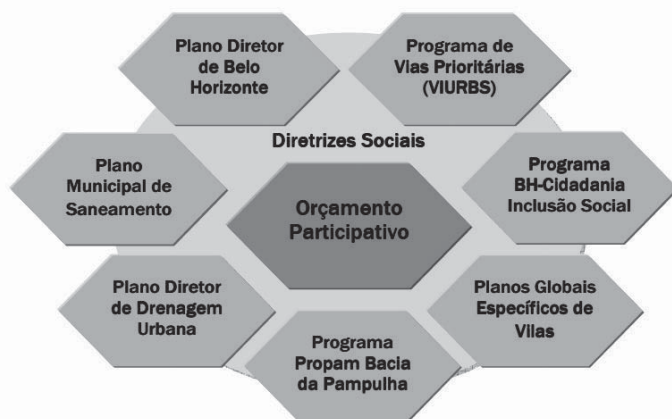 Plano Diretor
de Belo
Horizonte
Programa de
Vias Prioritárias
(VIURBS)
Diretrizes Sociais
Plano
Municipal de
Saneamento
Orçamento
Participativo
Programa
BH-Cidadania
Inclusão Social
Plano Diretor
de Drenagem
Urbana
Planos Globais
Específicos de
Vilas
Programa
Propam Bacia
da Pampulha